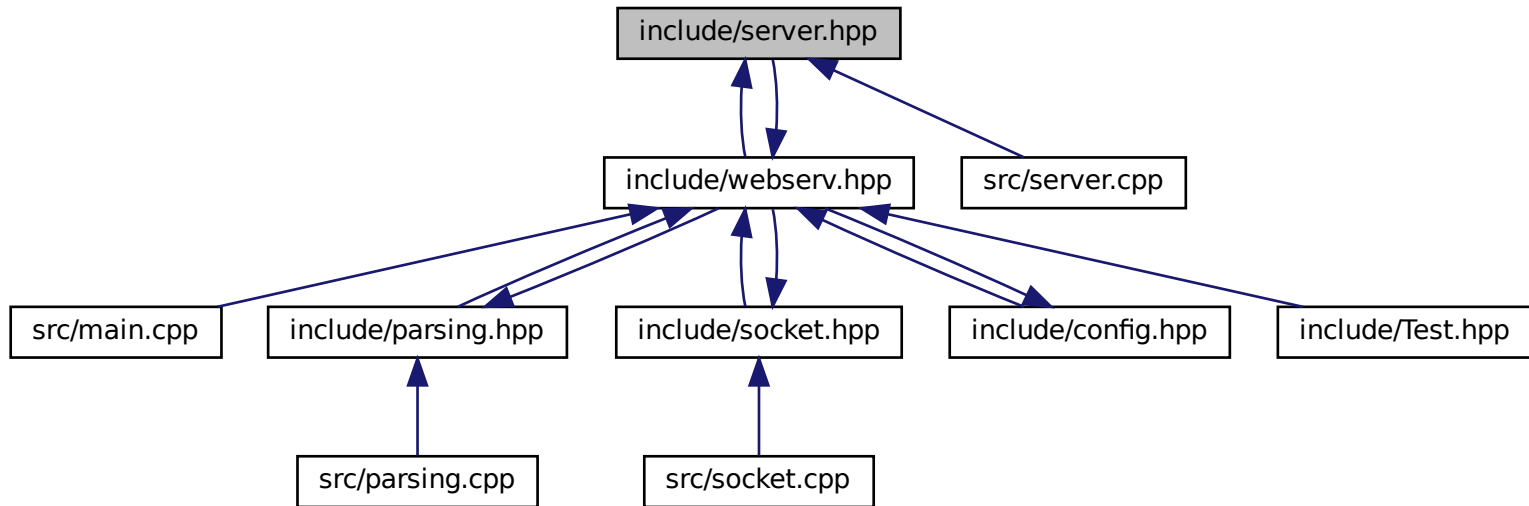 include/server.hpp
include/webserv.hpp
src/server.cpp
src/main.cpp
include/parsing.hpp
include/socket.hpp
include/config.hpp
include/Test.hpp
src/parsing.cpp
src/socket.cpp